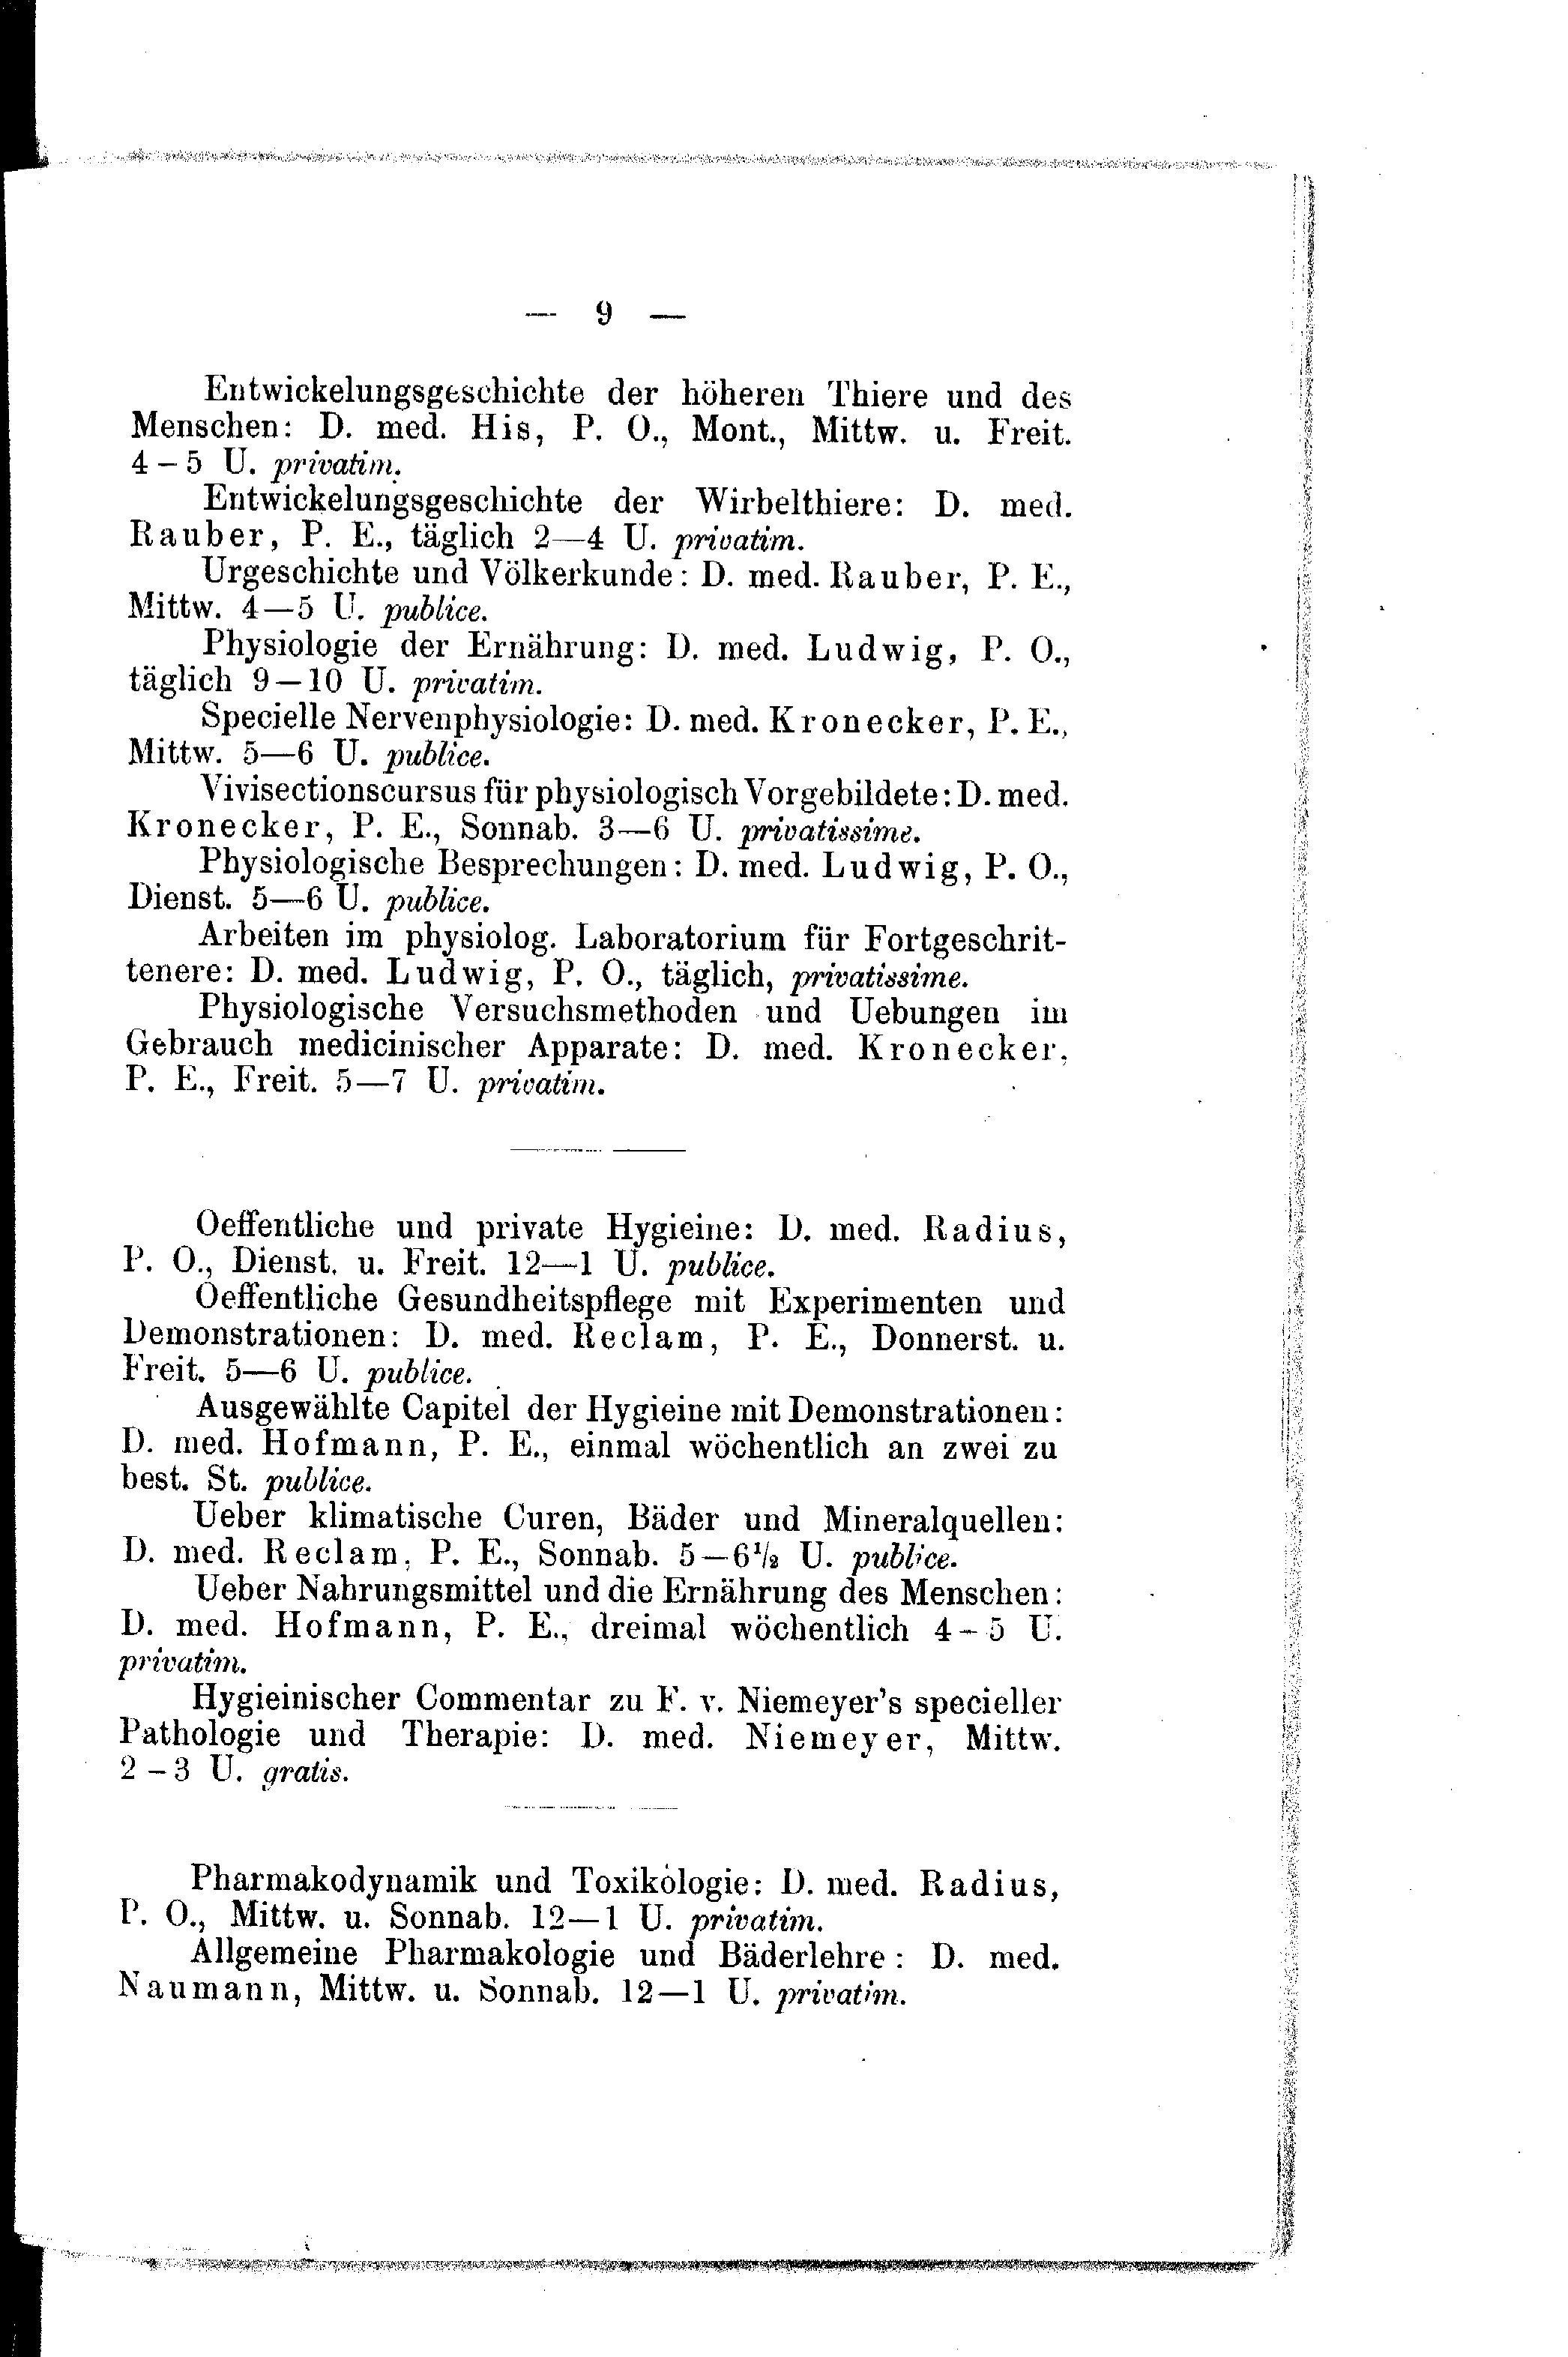 — 9 —
Entwickelungsgeschichte der höheren Thiere und des
Menschen: D. med. His, P. O., Mont., Mittw. u. Freit.
4–5 U. privatim.
Entwickelungsgeschichte der Wirbelthiere: D. med.
Rauber, P. E., täglich 2—4 U. privatim.
Urgeschichte und Völkerkunde: D. med. Rauber, P. E.,
Mittw. 4—5 U. publice.
Physiologie der Ernährung: D. med. Ludwig, P. O.,
täglich 9—10 U. privatim.
Specielle Nervenphysiologie: D. med. Kronecker, P. E.,
Mittw. 5—6 U. publice.
Vivisectionscursus für physiologisch Vorgebildete: D. med.
Kronecker, P. E., Sonnab. 3—6 U. privatissime.
Physiologische Besprechungen: D. med. Ludwig, P. O.,
Dienst. 5—6 U. publice.
Arbeiten im physiolog. Laboratorium für Fortgeschrit-
tenere: D. med. Ludwig, P. O., täglich, privatissime.
Physiologische Versuchsmethoden und Uebungen im
Gebrauch medicinischer Apparate: D. med. Kronecker,
P. E., Freit. 5—7 U. privatim.
Oeffentliche und private Hygieine: D. med. Radius,
P. O., Dienst. u. Freit. 12—1 U. publice.
Oeffentliche Gesundheitspflege mit Experimenten und
Demonstrationen: D. med. Reclam, P. E., Donnerst. u.
Freit. 5—6 U. publice.
Ausgewählte Capitel der Hygieine mit Demonstrationen:
D. med. Hofmann, P. E., einmal wöchentlich an zwei zu
best. St. publice.
Ueber klimatische Curen, Bäder und Mineralquellen:
D. med. Reclam, P. E., Sonnab. 5—6½ U. publice.
Ueber Nahrungsmittel und die Ernährung des Menschen:
D. med. Hofmann, P. E., dreimal wöchentlich 4–5 U.
privatim.
Hygieinischer Commentar zu F. v. Niemeyer's specieller
Pathologie und Therapie: D. med. Niemeyer, Mittw.
2–3 U. gratis.
Pharmakodynamik und Toxikologie: D. med. Radius,
P. O., Mittw. u. Sonnab. 12—1 U. privatim.
Allgemeine Pharmakologie und Bäderlehre: D. med.
Naumann, Mittw. u. Sonnab. 12—1 U. privatim.